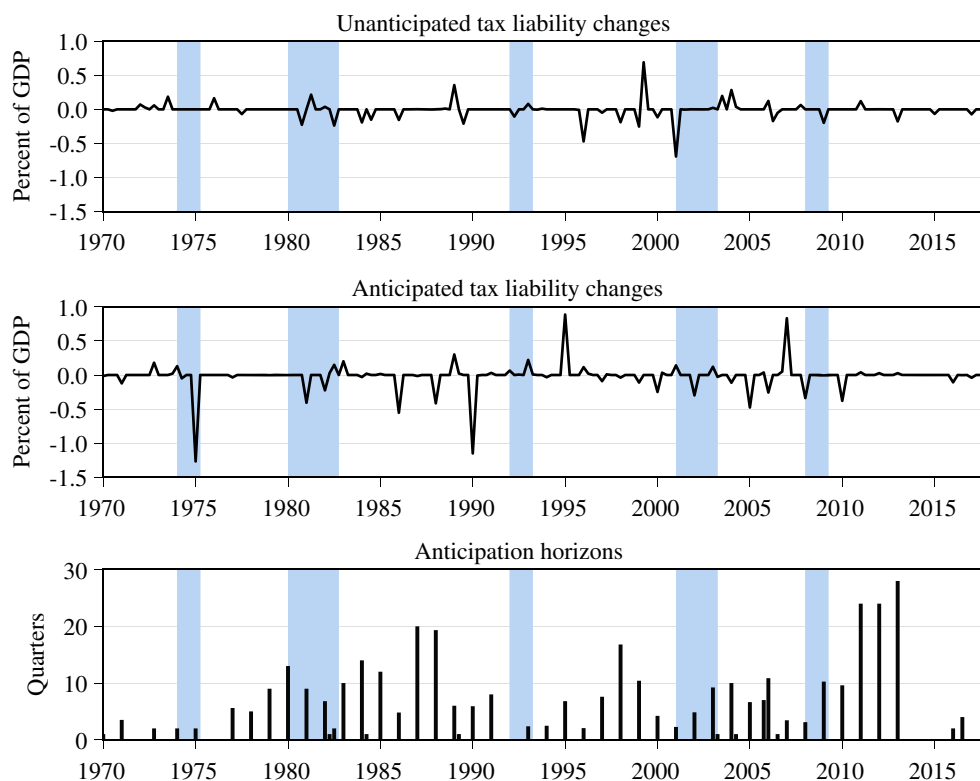 Unanticipated tax liability changes
Percent of GDP
1.0
0.5
0.0
-0.5
-1.0
-1.5
1970 1975 1980 1985 1990 1995 2000 2005 2010 2015
Anticipated tax liability changes
Percent of GDP
1.0
0.5
0.0
-0.5
-1.0
-1.5
1970 1975 1980 1985 1990 1995 2000 2005 2010 2015
Anticipation horizons
Quarters
30
20
10
0
1970 1975 1980 1985 1990 1995 2000 2005 2010 2015